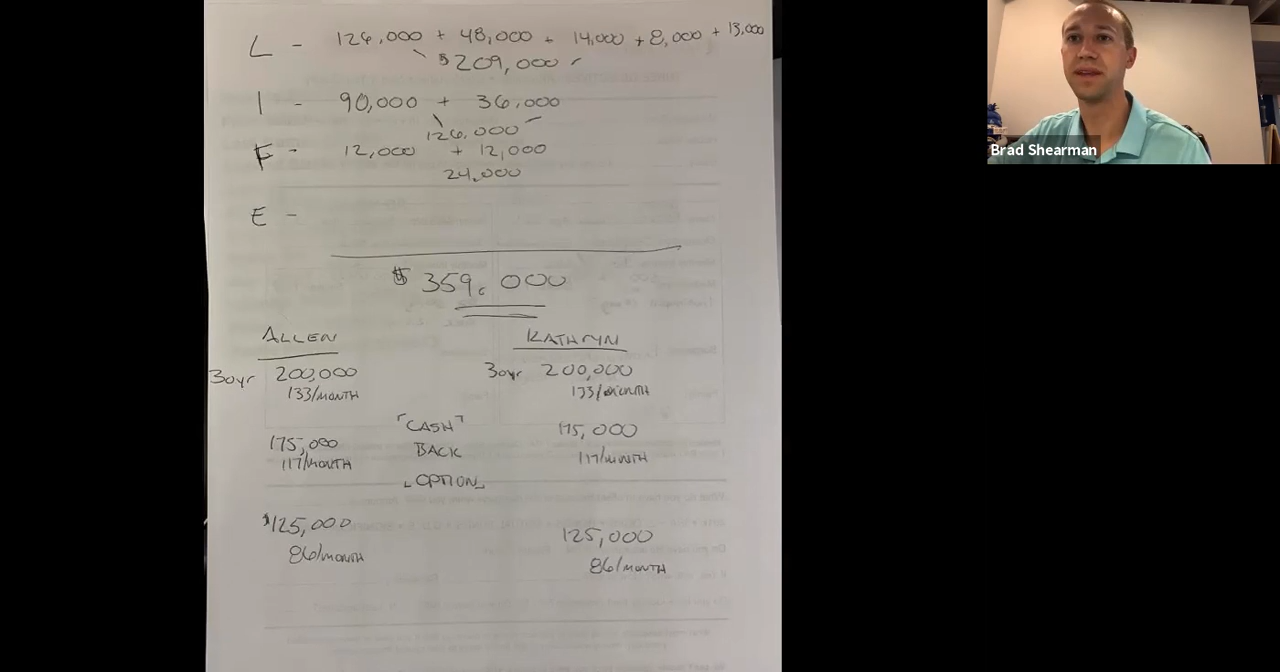 L - 126,000 + 48,000 + 14,000 + 8,000 + 13,000
$209,000
I - 90,000 + 36,000
126,000
F - 12,000 + 12,000
24,000
E -
$359,000
ALLEN
30yr 200,000
133/MONTH
175,000
117/MONTH
$125,000
86/MONTH
"CASH"
BACK
OPTION
KATHRYN
30yr 200,000
133/MONTH
175,000
117/MONTH
125,000
86/MONTH
Brad Shearman